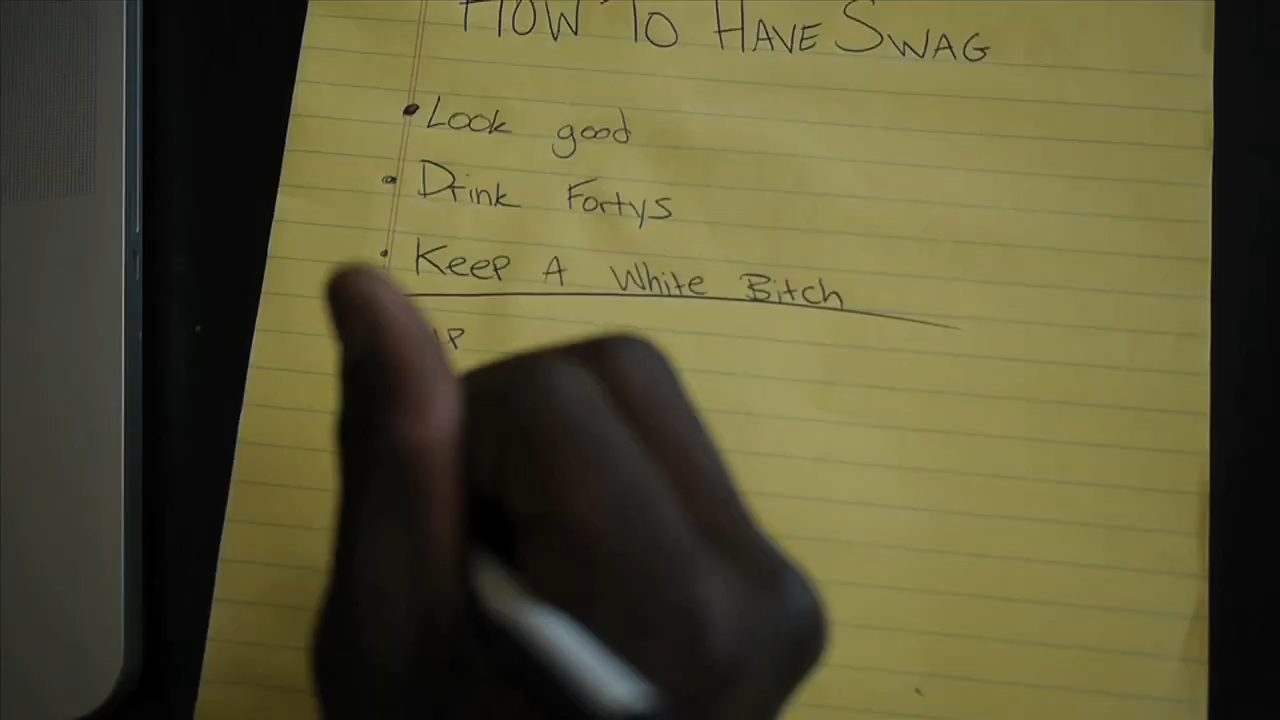 HOW TO HAVE SWAG
• Look good
• Drink Fortys
• Keep A White Bitch